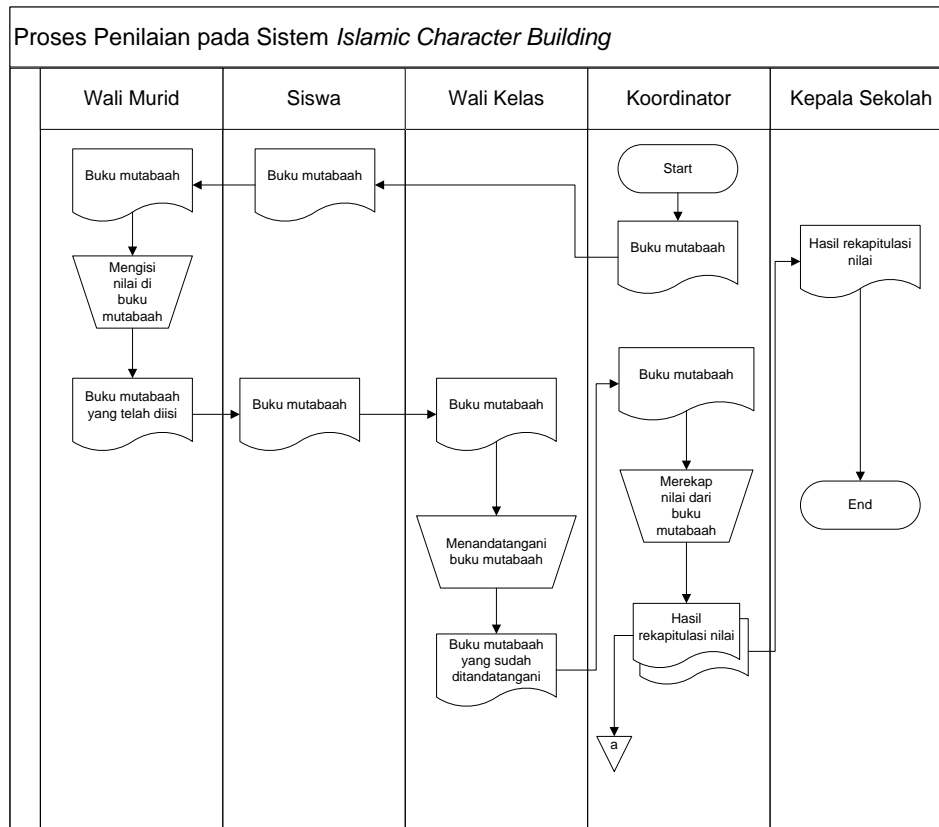 Proses Penilaian pada Sistem Islamic Character Building
Wali Murid
Siswa
Wali Kelas
Koordinator
Kepala Sekolah
Start
Buku mutabaah
Buku mutabaah
Buku mutabaah
Mengisi
nilai di
buku
mutabaah
Buku mutabaah
yang telah diisi
Buku mutabaah
Buku mutabaah
Menandatangani
buku mutabaah
Buku mutabaah
yang sudah
ditandatangani
Buku mutabaah
Merekap
nilai dari
buku
mutabaah
Hasil
rekapitulasi nilai
a
Hasil rekapitulasi
nilai
End